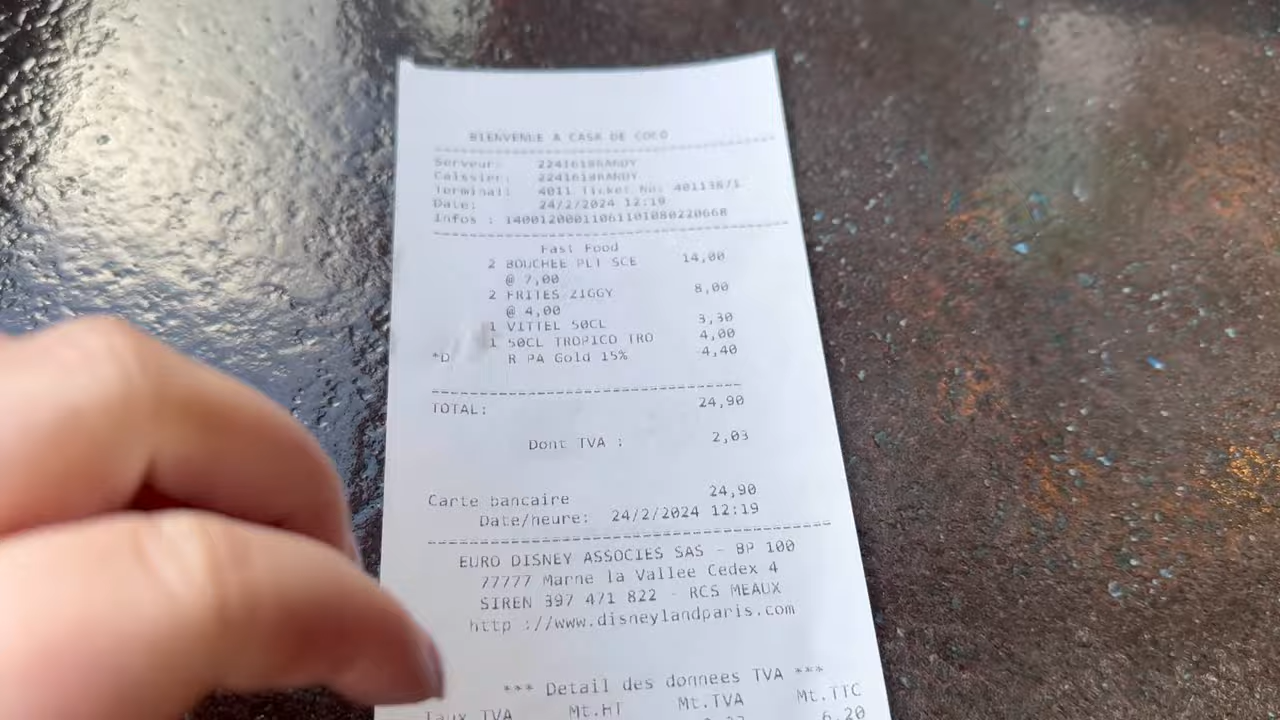 BIENVENUE A CASA DE COCO
Serveur: 2241618RANDY
Caissier: 2241618RANDY
Terminal: 4011 Ticket No:
Date: 24/2/2024 12:19
Infos : 14001200011061101080220668
Fast Food
2 BOUCHEE PLT SCE 14,00
@ 7,00
2 FRITES ZIGGY 8,00
@ 4,00
1 VITTEL 50CL 3,30
1 50CL TROPICO TRO 4,00
*D R PA Gold 15% -4,40
TOTAL: 24,90
Dont TVA : 2,03
Carte bancaire 24,90
Date/heure: 24/2/2024 12:19
EURO DISNEY ASSOCIES SAS - BP 100
77777 Marne la Vallee Cedex 4
SIREN 397 471 822 - RCS MEAUX
http ://www.disneylandparis.com
*** Detail des donnees TVA ***
Taux TVA Mt.HT Mt.TVA Mt.TTC
6,20